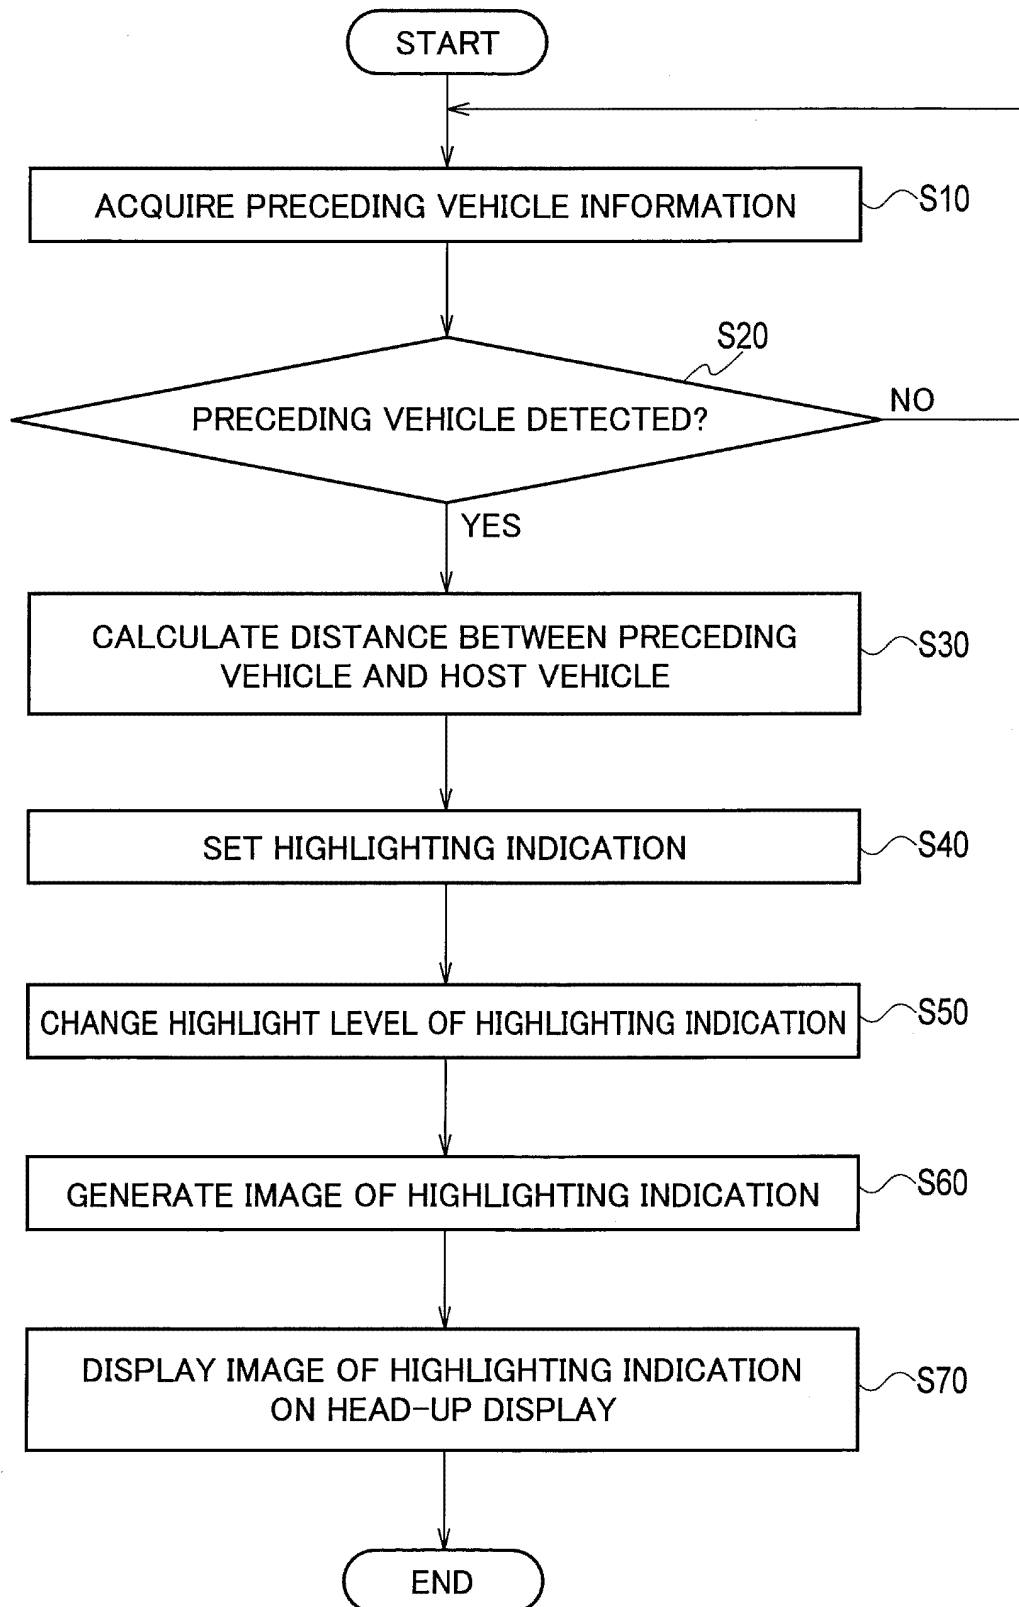 START
ACQUIRE PRECEDING VEHICLE INFORMATION
S10
S20
PRECEDING VEHICLE DETECTED?
NO
YES
CALCULATE DISTANCE BETWEEN PRECEDING
VEHICLE AND HOST VEHICLE
S30
SET HIGHLIGHTING INDICATION
S40
CHANGE HIGHLIGHT LEVEL OF HIGHLIGHTING INDICATION
S50
GENERATE IMAGE OF HIGHLIGHTING INDICATION
S60
DISPLAY IMAGE OF HIGHLIGHTING INDICATION
ON HEAD-UP DISPLAY
S70
END